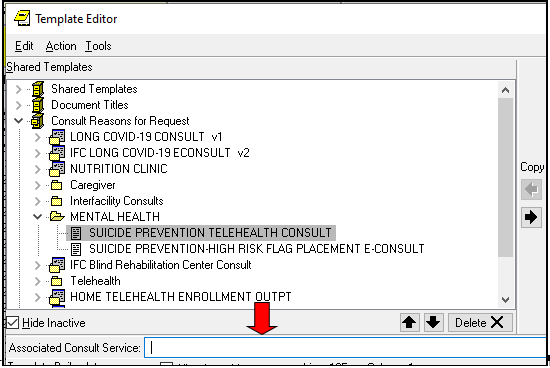 Template Editor
Edit Action Tools
Shared Templates
Shared Templates
Document Titles
Consult Reasons for Request
LONG COVID-19 CONSULT v1
IFC LONG COVID-19 ECONSULT v2
NUTRITION CLINIC
Copy
Caregiver
Interfacility Consults
MENTAL HEALTH
SUICIDE PREVENTION TELEHEALTH CONSULT
SUICIDE PREVENTION-HIGH RISK FLAG PLACEMENT E-CONSULT
IFC Blind Rehabilitation Center Consult
Telehealth
HOME TELEHEALTH ENROLLMENT OUTPT
Hide Inactive Delete X
Associated Consult Service: